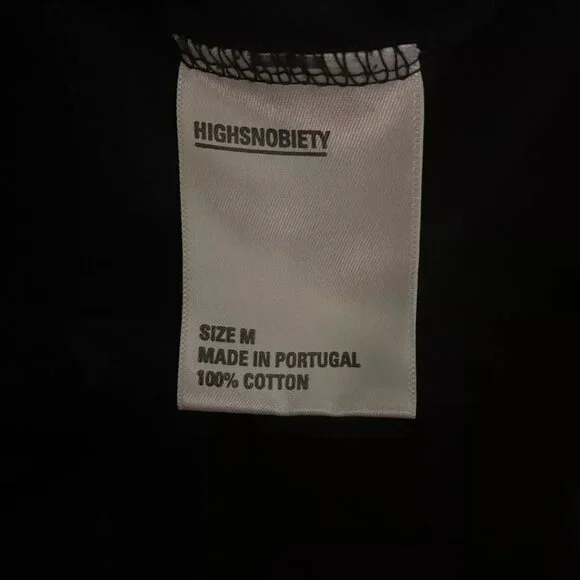 HIGHSNOBIETY
SIZE M
MADE IN PORTUGAL
100% COTTON